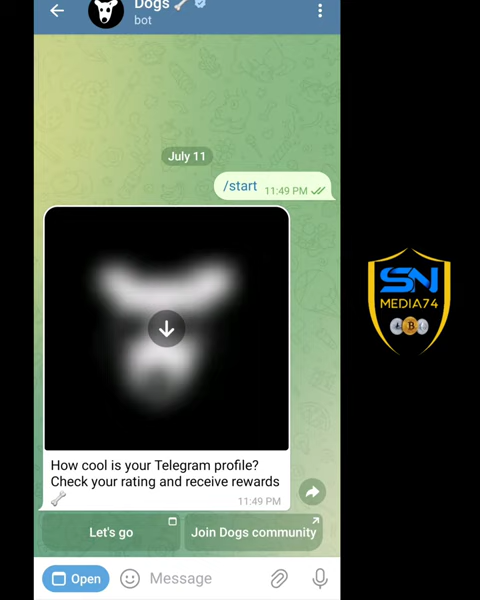 Dogs 🦴
bot
July 11
/start 11:49 PM
How cool is your Telegram profile?
Check your rating and receive rewards
🦴
11:49 PM
Let's go
Join Dogs community
Open
Message
SN
MEDIA74